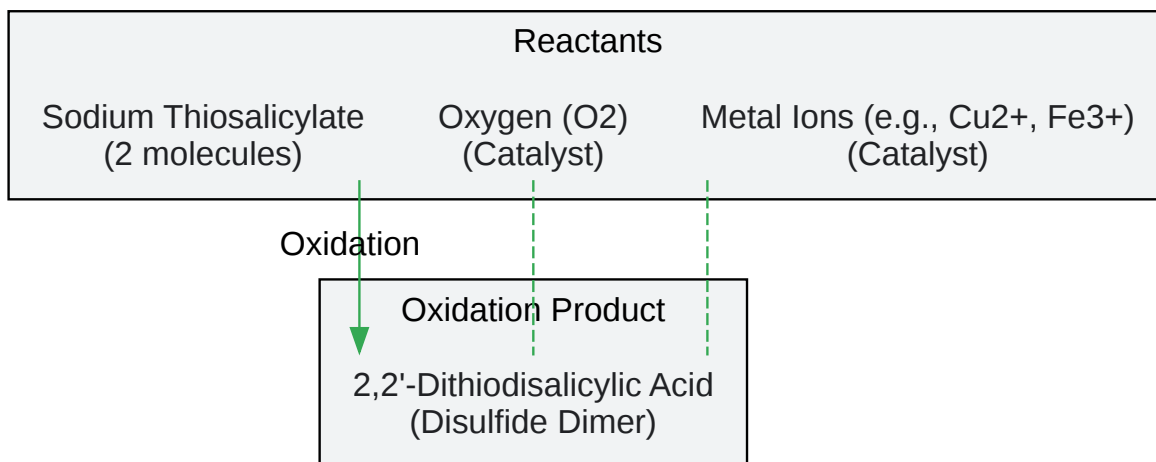 Reactants
Sodium Thiosalicylate
(2 molecules)
Oxygen (O2)
(Catalyst)
Metal Ions (e.g., Cu2+, Fe3+)
(Catalyst)
Oxidation
Oxidation Product
2,2'-Dithiodisalicylic Acid
(Disulfide Dimer)